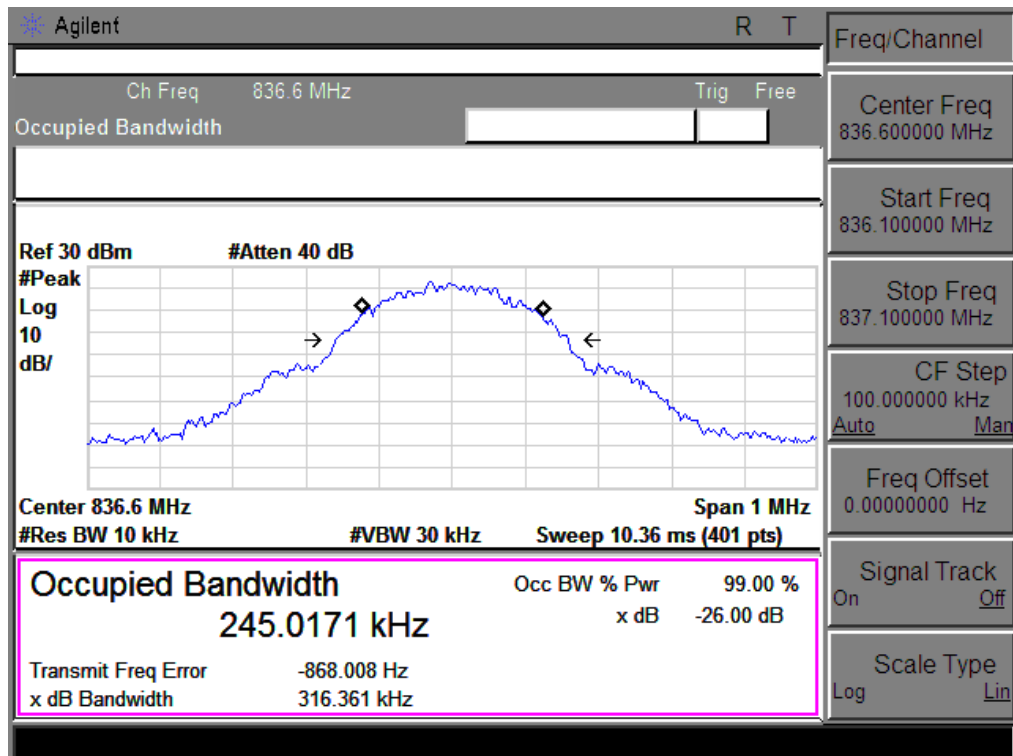 Agilent R T
Ch Freq 836.6 MHz Trig Free
Occupied Bandwidth
Ref 30 dBm #Atten 40 dB
#Peak
Log
10
dB/
Center 836.6 MHz Span 1 MHz
#Res BW 10 kHz #VBW 30 kHz Sweep 10.36 ms (401 pts)
Occupied Bandwidth Occ BW % Pwr 99.00 %
245.0171 kHz x dB -26.00 dB
Transmit Freq Error -868.008 Hz
x dB Bandwidth 316.361 kHz
Freq/Channel
Center Freq
836.600000 MHz
Start Freq
836.100000 MHz
Stop Freq
837.100000 MHz
CF Step
100.000000 kHz
Auto Man
Freq Offset
0.00000000 Hz
Signal Track
On Off
Scale Type
Log Lin